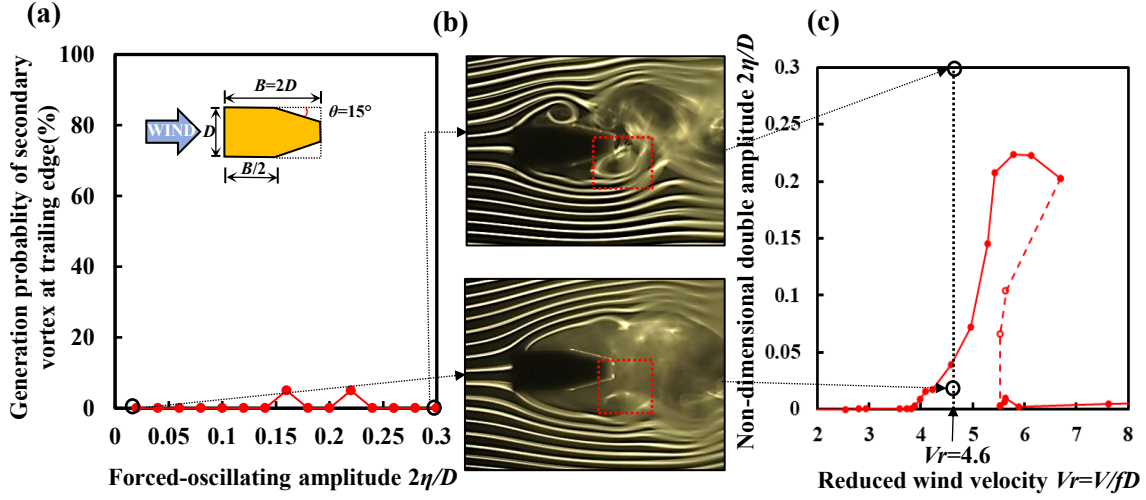 (a)
Generation probablity of secondary
vortex at trailing edge(%)
100
80
60
40
20
0
B=2D
θ=15°
WIND
D
B/2
0
0.05
0.1
0.15
0.2
0.25
0.3
Forced-oscillating amplitude 2η/D
(b)
(c)
Non-dimensional double amplitude 2η/D
0.3
0.25
0.2
0.15
0.1
0.05
0
2
3
4
5
6
7
8
Vr=4.6
Reduced wind velocity Vr=V/fD